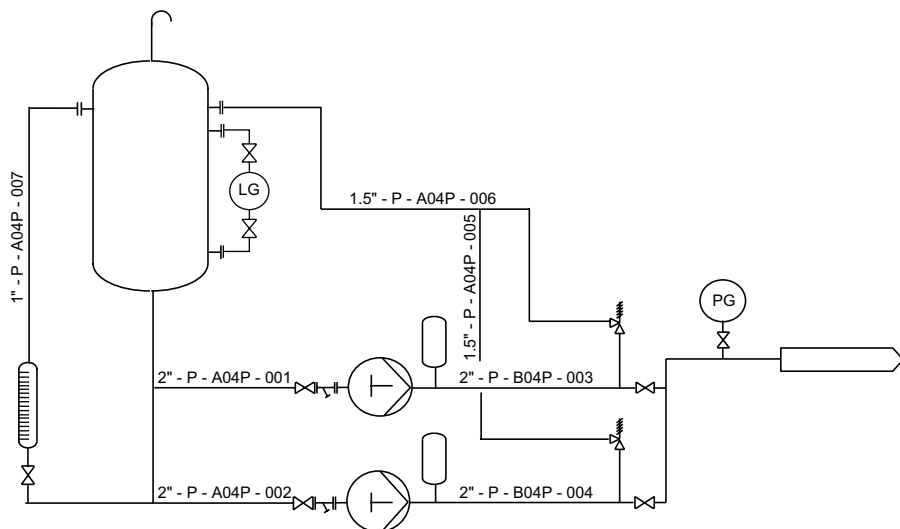 1" - P - A04P - 007
LG
1.5" - P - A04P - 006
1.5" - P - A04P - 005
PG
2" - P - A04P - 001
2" - P - B04P - 003
2" - P - A04P - 002
2" - P - B04P - 004